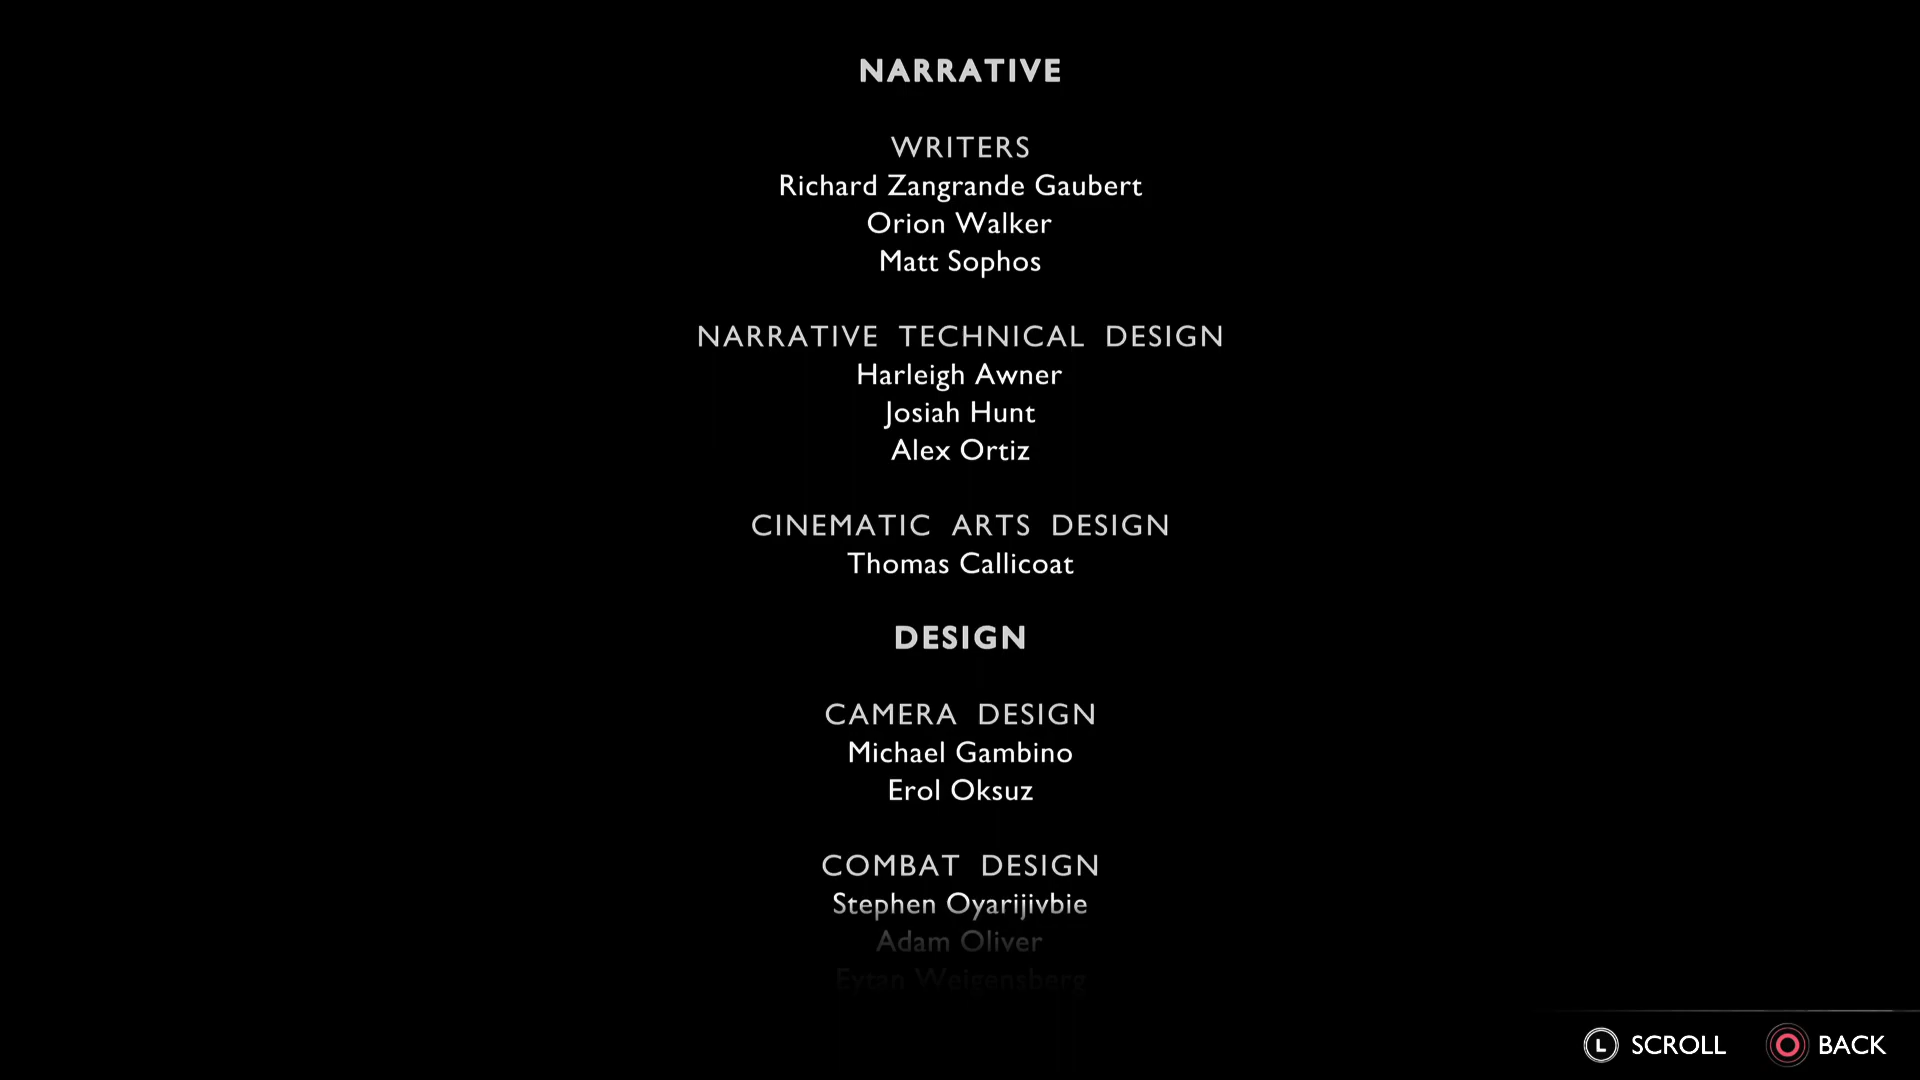 NARRATIVE
WRITERS
Richard Zangrande Gaubert
Orion Walker
Matt Sophos
NARRATIVE TECHNICAL DESIGN
Harleigh Awner
Josiah Hunt
Alex Ortiz
CINEMATIC ARTS DESIGN
Thomas Callicoat
DESIGN
CAMERA DESIGN
Michael Gambino
Erol Oksuz
COMBAT DESIGN
Stephen Oyarijivbie
Adam Oliver
Eytan Weigensberg
L SCROLL BACK